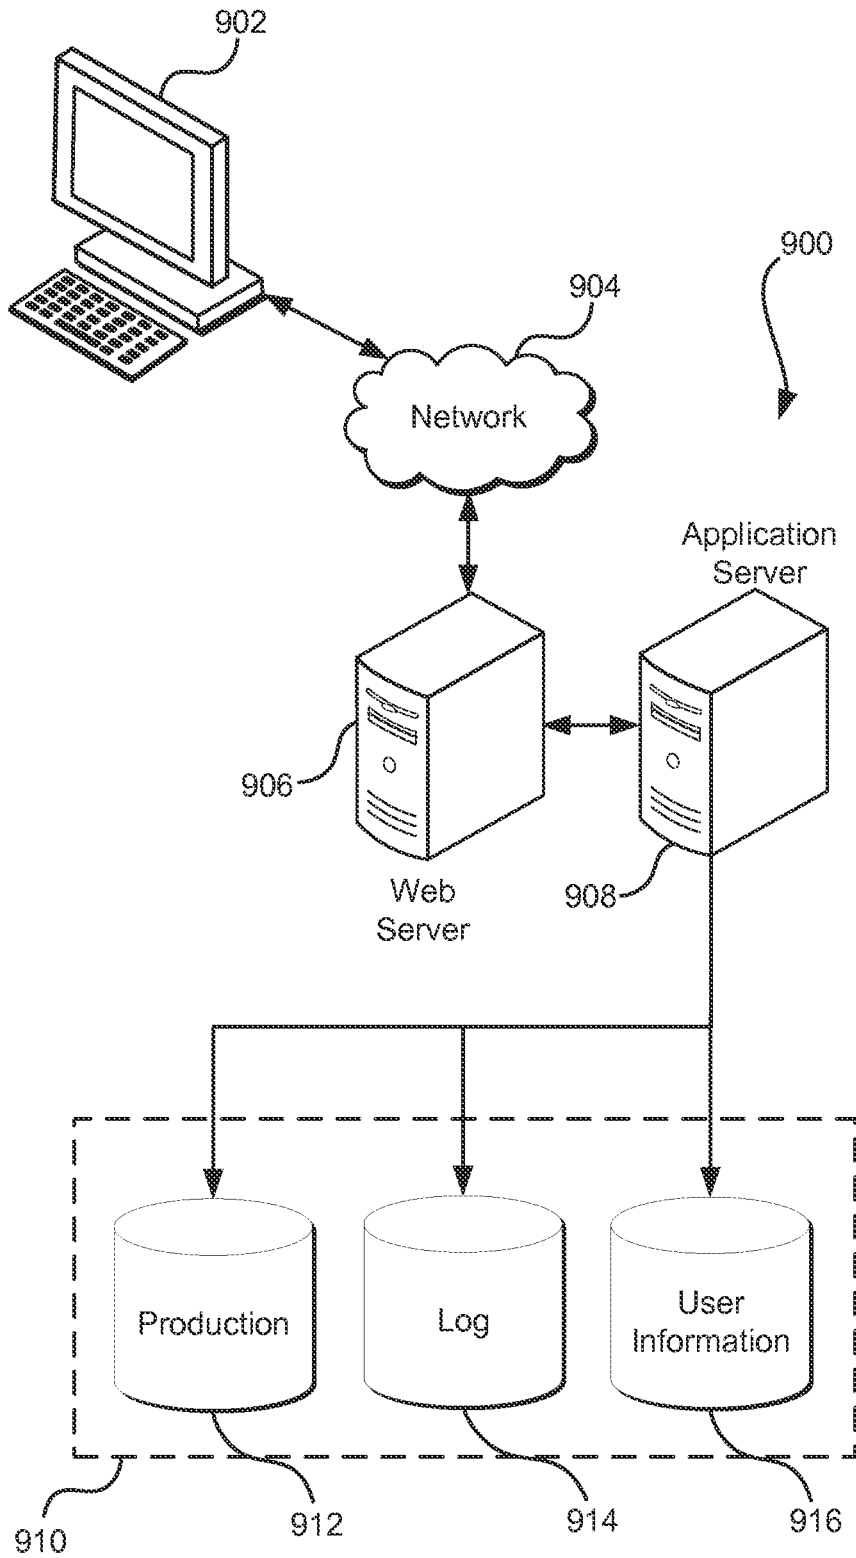 902
900
904
Network
Application
Server
906
Web
Server
908
Production
Log
User
Information
910
912
914
916